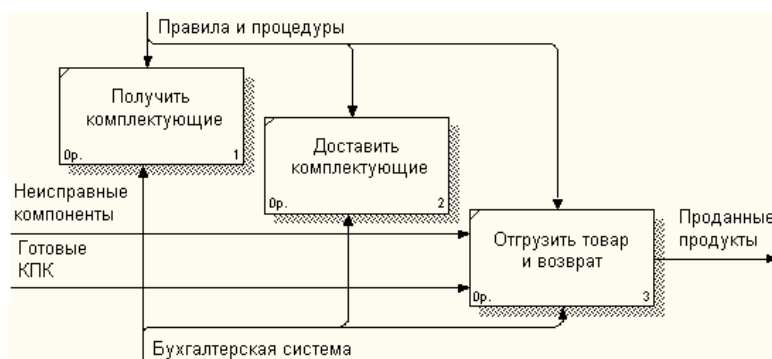 Правила и процедуры
Получить
комплектующие
0р.
1
Доставить
комплектующие
0р.
2
Неисправные
компоненты
Готовые
КПК
Отгрузить товар
и возврат
0р.
3
Проданные
продукты
Бухгалтерская система